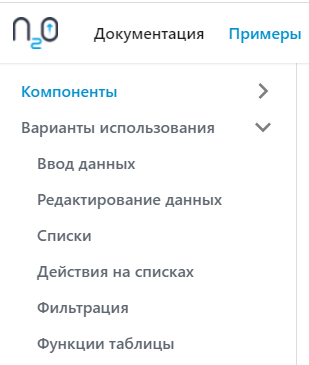 n2o Документация Примеры
Компоненты
Варианты использования
Ввод данных
Редактирование данных
Списки
Действия на списках
Фильтрация
Функции таблицы